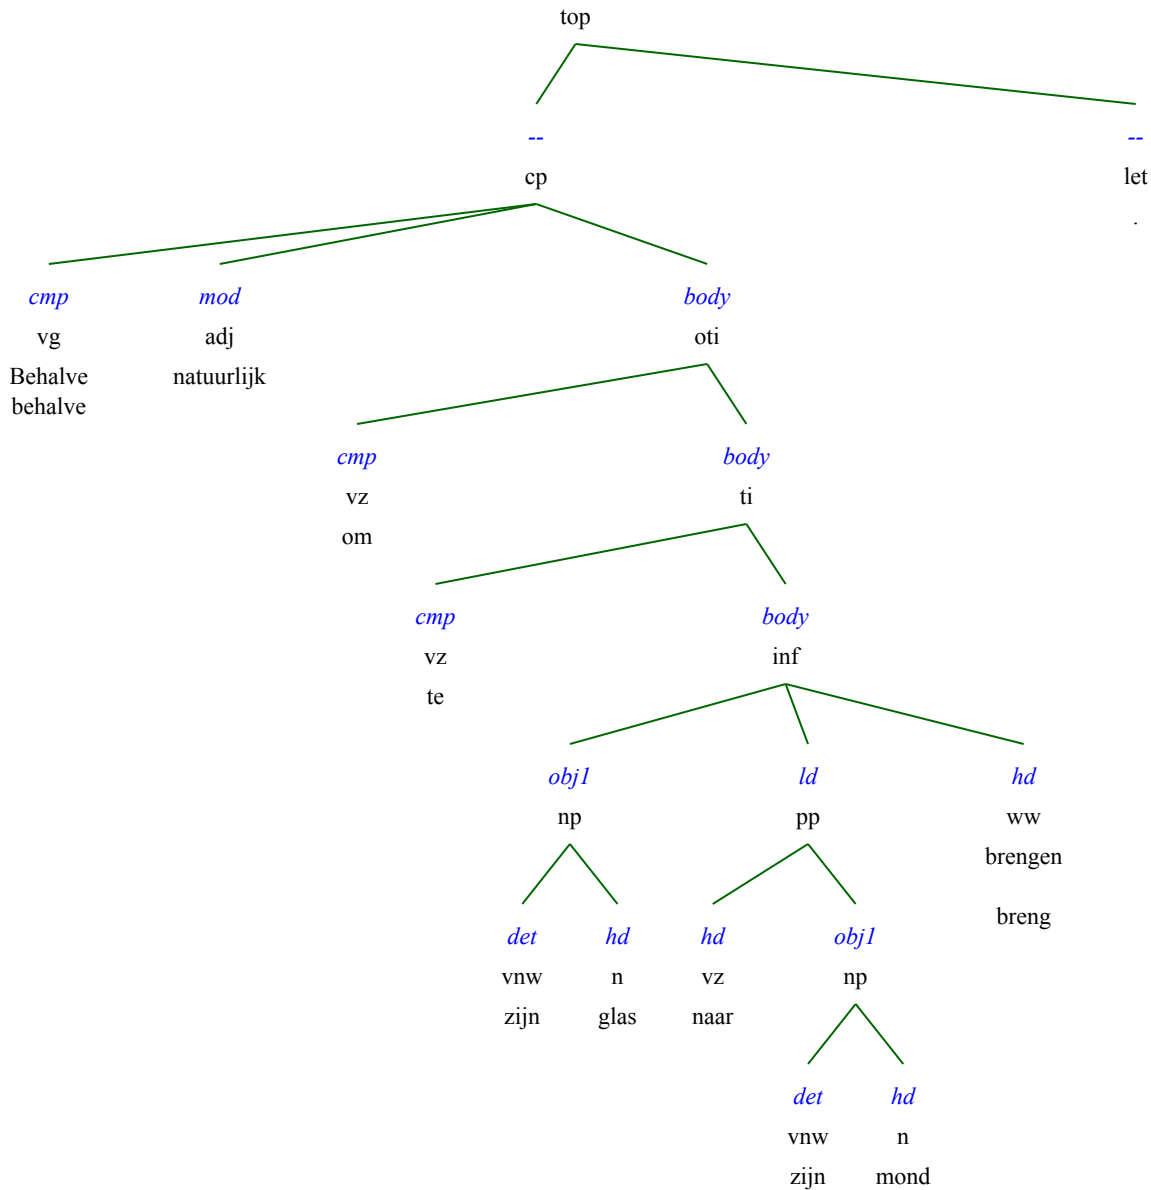 top
-- --
cp let
.
cmp mod body
vg adj oti
Behalve natuurlijk
behalve
cmp body
vz ti
om
cmp body
vz inf
te
obj1 ld hd
np pp ww
brengen
breng
det hd hd obj1
vnw n vz np
zijn glas naar
det hd
vnw n
zijn mond